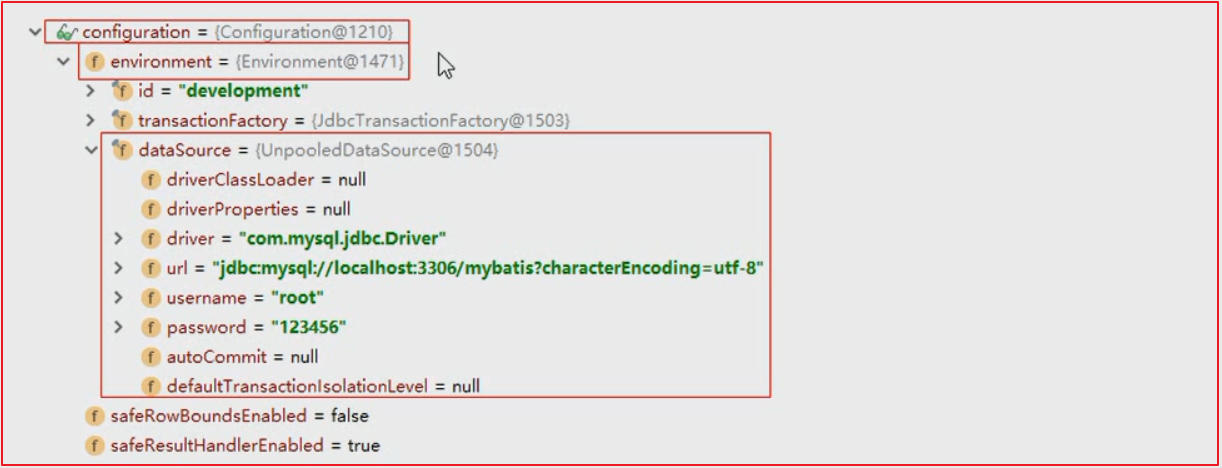 configuration = {Configuration@1210}
f environment = {Environment@1471}
f id = "development"
f transactionFactory = {JdbcTransactionFactory@1503}
f dataSource = {UnpooledDataSource@1504}
f driverClassLoader = null
f driverProperties = null
f driver = "com.mysql.jdbc.Driver"
f url = "jdbc:mysql://localhost:3306/mybatis?characterEncoding=utf-8"
f username = "root"
f password = "123456"
f autoCommit = null
f defaultTransactionIsolationLevel = null
f safeRowBoundsEnabled = false
f safeResultHandlerEnabled = true